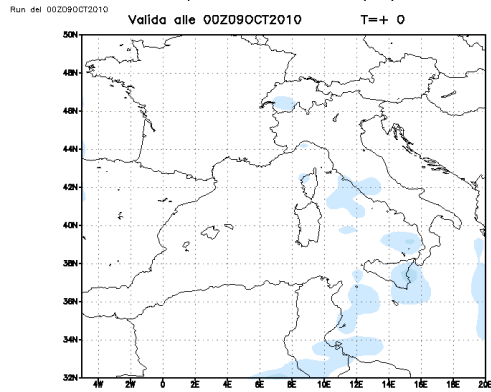 Run del 00Z09OCT2010
Valida alle 00Z09OCT2010 T=+ 0
50N
48N
46N
44N
42N
40N
38N
36N
34N
32N
4W 2W 0 2E 4E 6E 8E 10E 12E 14E 16E 18E 20E